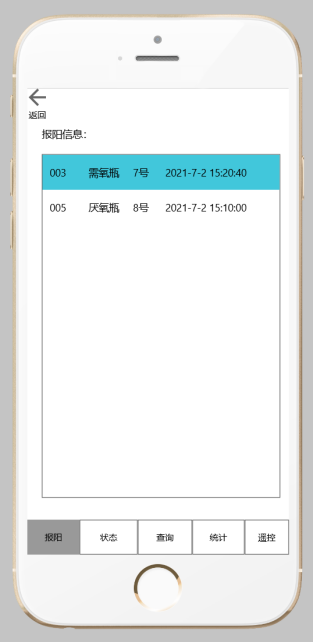 返回
报阳信息：
003 需氧瓶 7号 2021-7-2 15:20:40
005 厌氧瓶 8号 2021-7-2 15:10:00
报阳 状态 查询 统计 遥控